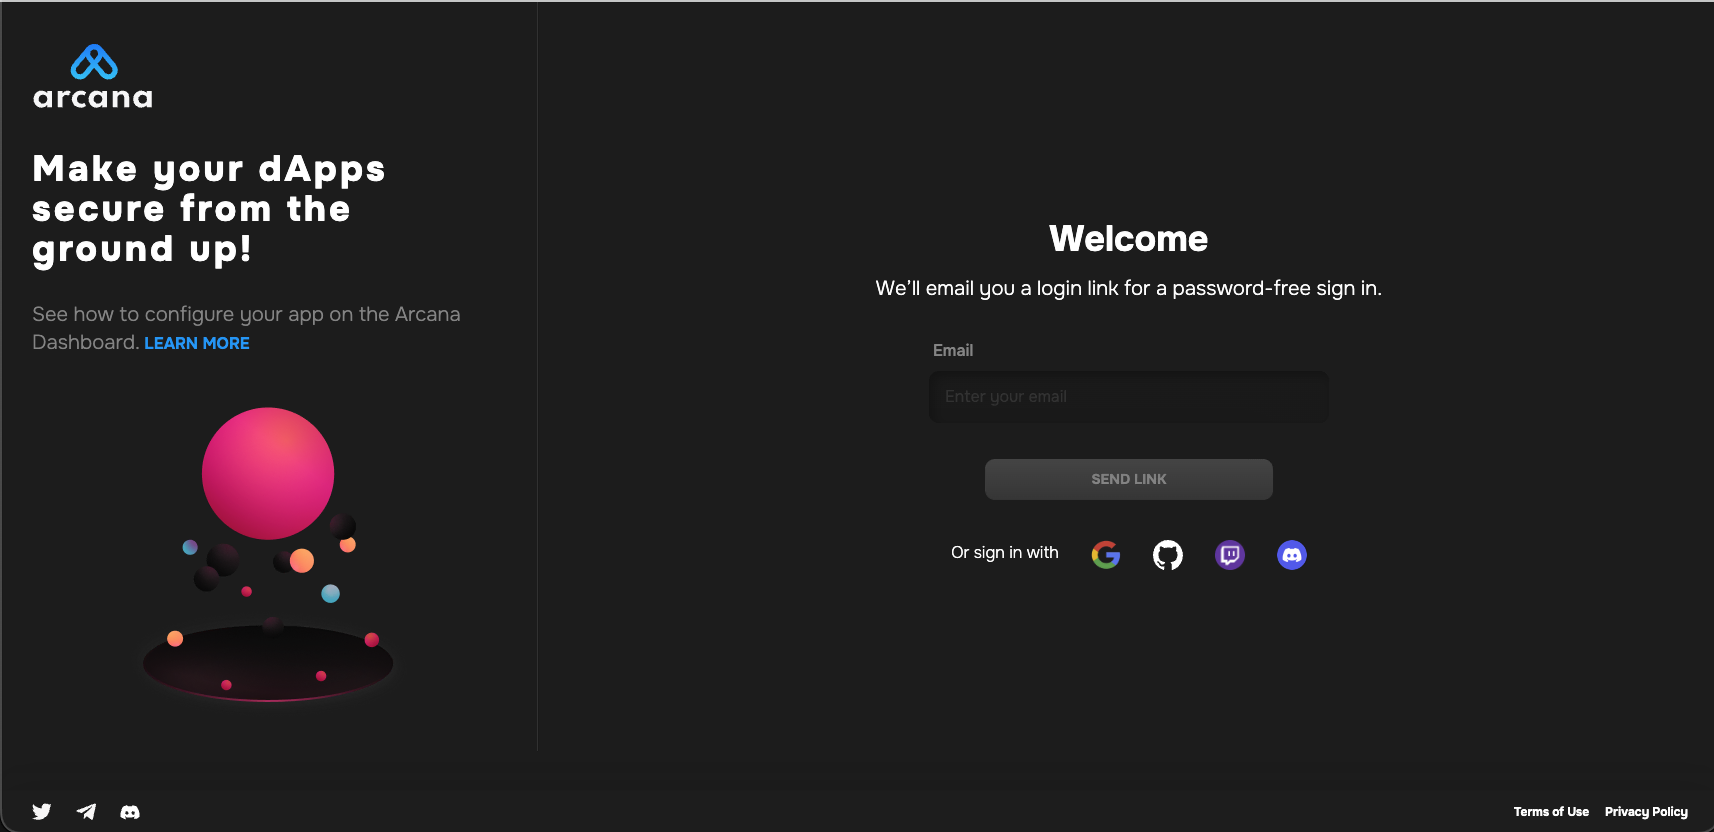 arcana
Make your dApps
secure from the
ground up!
See how to configure your app on the Arcana
Dashboard. LEARN MORE
Welcome
We’ll email you a login link for a password-free sign in.
Email
Enter your email
SEND LINK
Or sign in with
Terms of Use Privacy Policy